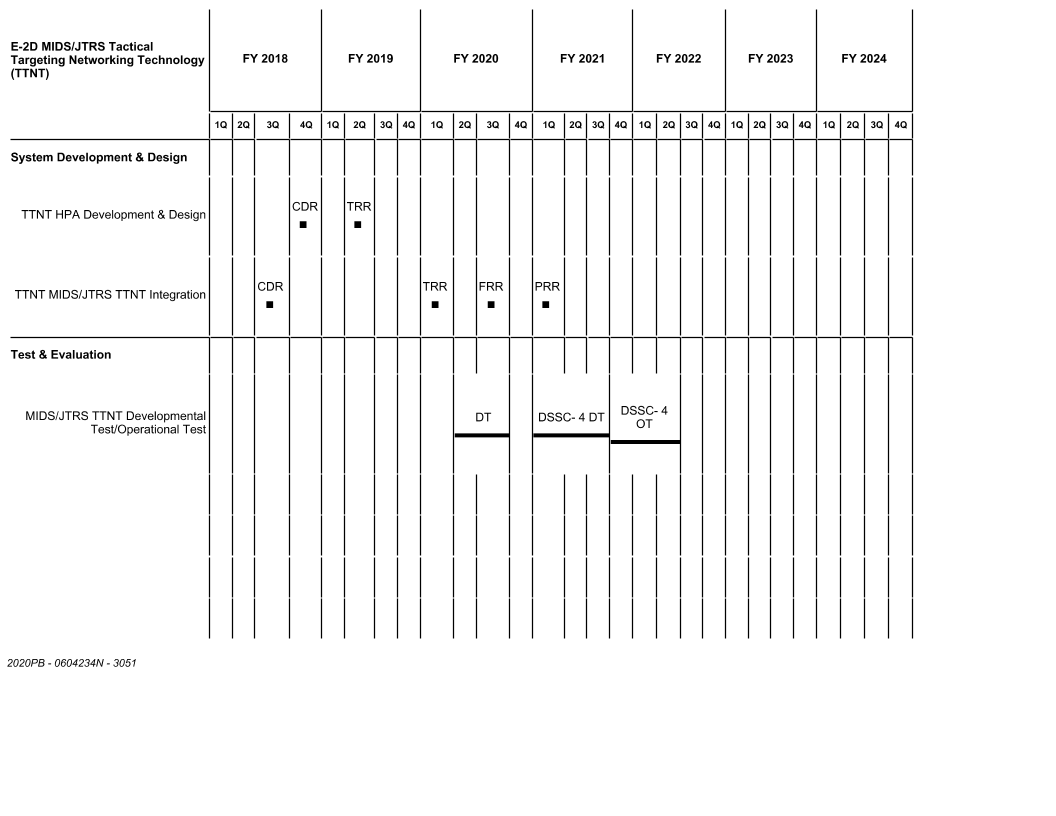 E-2D MIDS/JTRS Tactical
Targeting Networking Technology
(TTNT)
FY 2018 FY 2019 FY 2020 FY 2021 FY 2022 FY 2023 FY 2024
1Q 2Q 3Q 4Q 1Q 2Q 3Q 4Q 1Q 2Q 3Q 4Q 1Q 2Q 3Q 4Q 1Q 2Q 3Q 4Q 1Q 2Q 3Q 4Q 1Q 2Q 3Q 4Q
System Development & Design
CDR TRR
TTNT HPA Development & Design
CDR TRR FRR PRR
TTNT MIDS/JTRS TTNT Integration
Test & Evaluation
MIDS/JTRS TTNT Developmental
Test/Operational Test
DT
DSSC- 4 DT
DSSC- 4
OT
2020PB - 0604234N - 3051